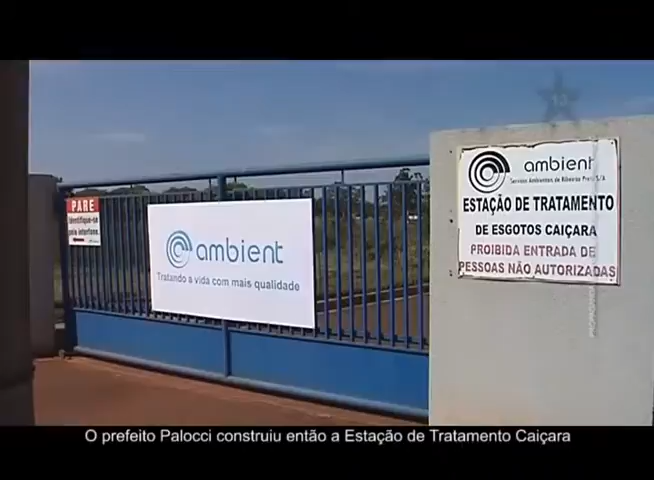 13
PARE
Identifique-se
pelo interfone.
ambient
Tratando a vida com mais qualidade
ambient
Serviços Ambientais de Ribeirão Preto S/A
ESTAÇÃO DE TRATAMENTO
DE ESGOTOS CAIÇARA
PROIBIDA ENTRADA DE
PESSOAS NÃO AUTORIZADAS
O prefeito Palocci construiu então a Estação de Tratamento Caiçara